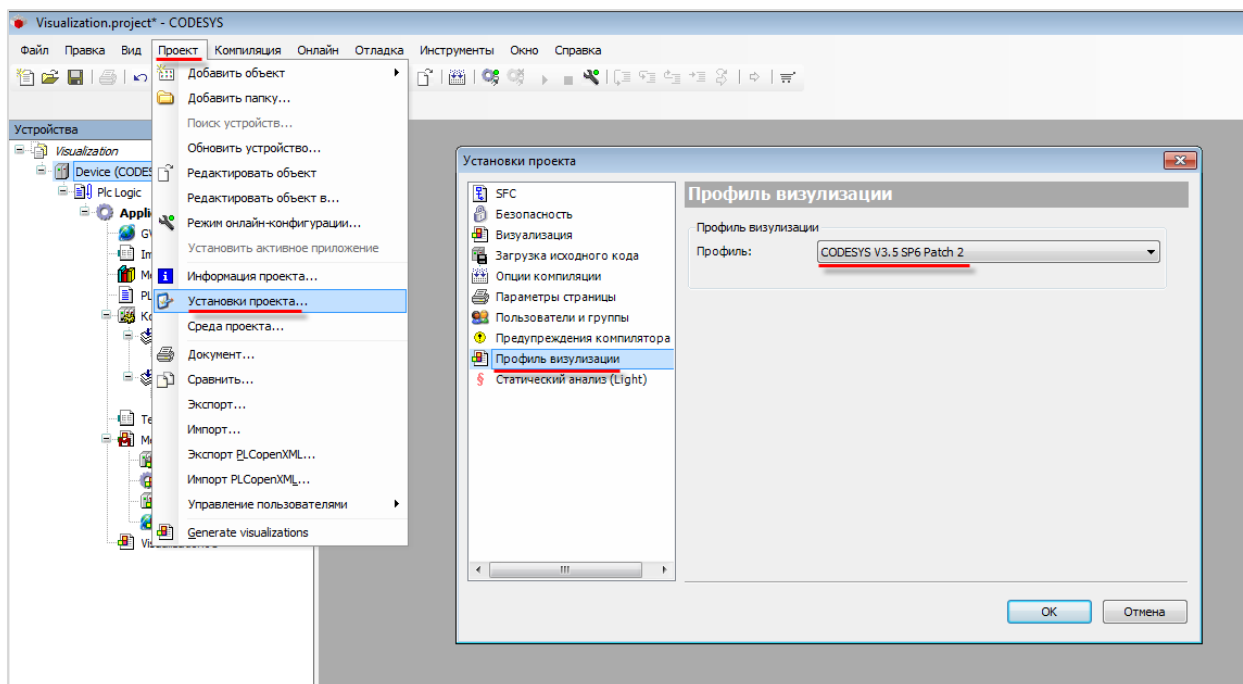 Visualization.project* - CODESYS
Файл Правка Вид Проект Компиляция Онлайн Отладка Инструменты Окно Справка
Добавить объект
Добавить папку...
Поиск устройств...
Обновить устройство...
Редактировать объект
Редактировать объект в...
Режим онлайн-конфигурации...
Установить активное приложение
Информация проекта...
Установки проекта...
Среда проекта...
Документ...
Сравнить...
Экспорт...
Импорт...
Экспорт PLCopenXML...
Импорт PLCopenXML...
Управление пользователями
Generate visualizations
Устройства
Visualization
Device (CODES
Plc Logic
Appli
Установки проекта
SFC
Безопасность
Визуализация
Загрузка исходного кода
Опции компиляции
Параметры страницы
Пользователи и группы
Предупреждения компилятора
Профиль визулизации
Статический анализ (Light)
Профиль визулизации
Профиль визулизации
Профиль:
CODESYS V3.5 SP6 Patch 2
OK
Отмена